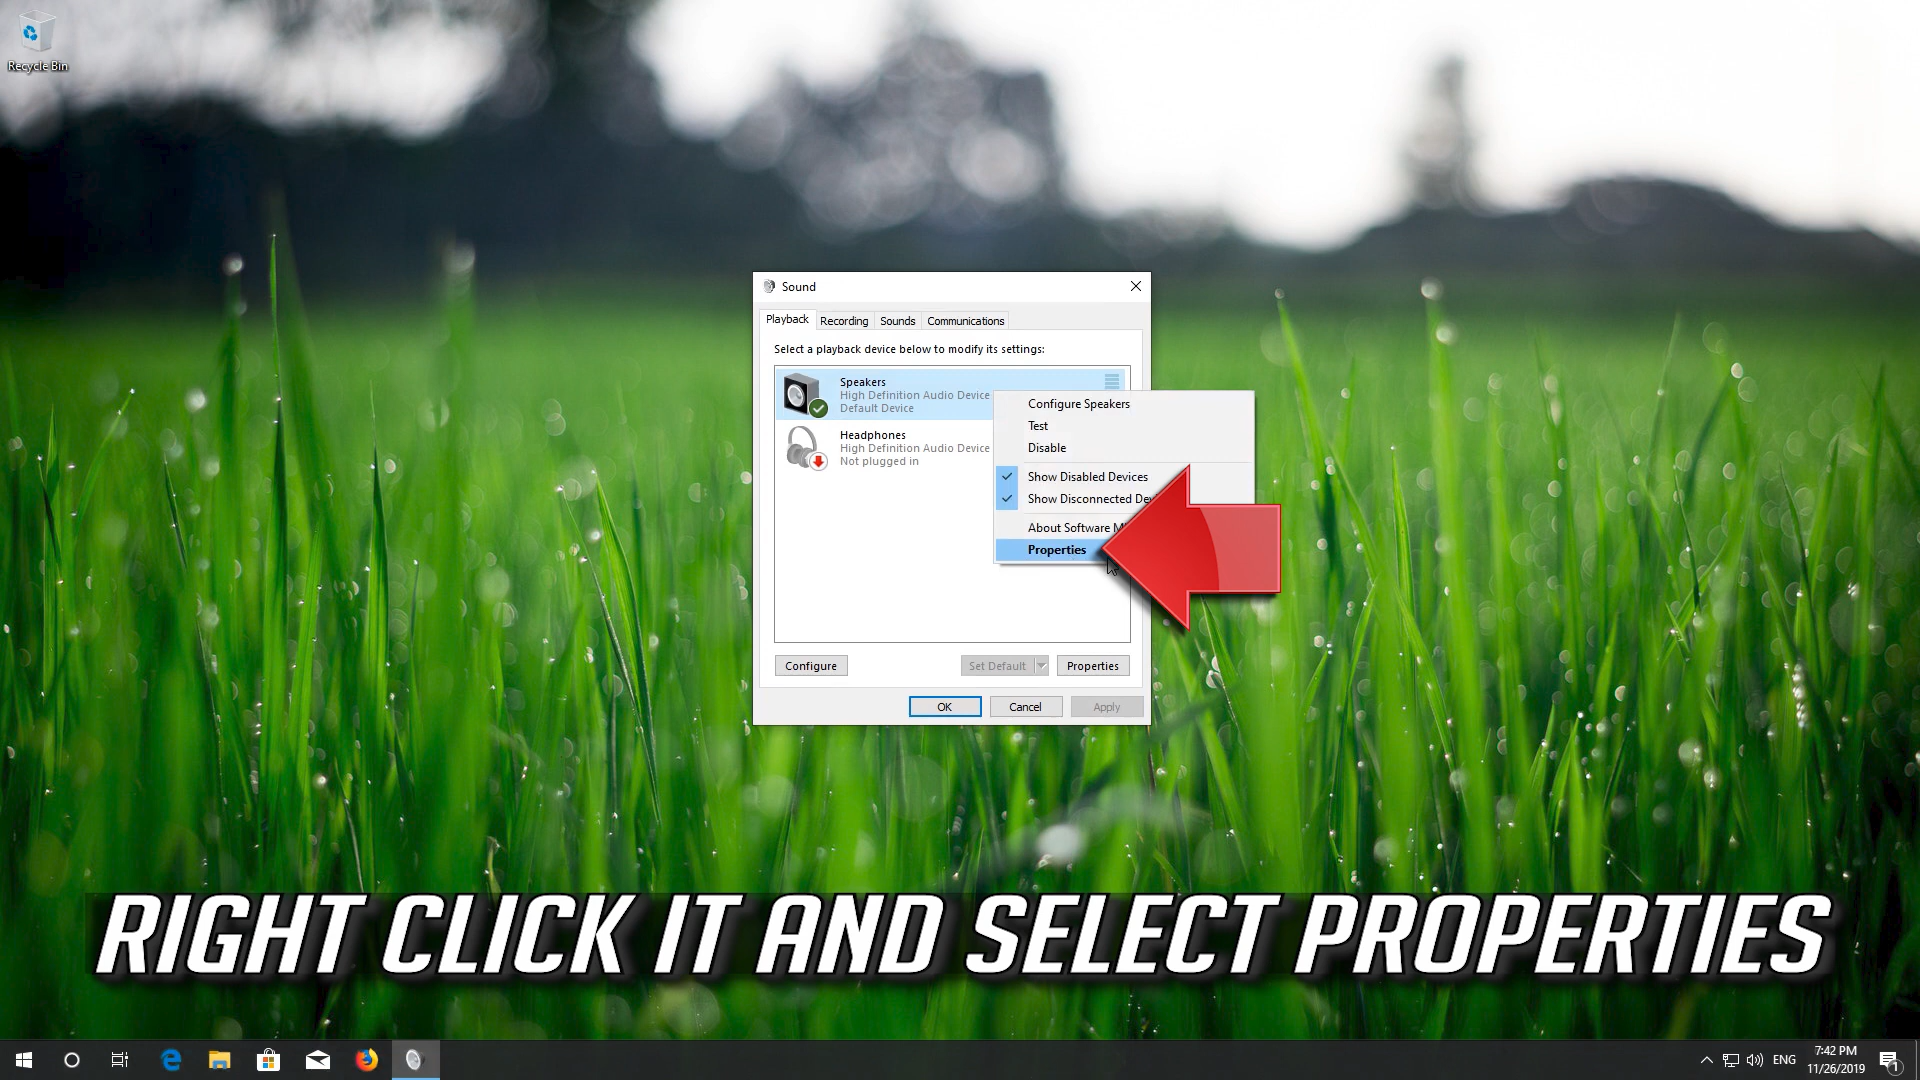 Recycle Bin
Sound
Playback
Recording
Sounds
Communications
Select a playback device below to modify its settings:
Speakers
High Definition Audio Device
Default Device
Headphones
High Definition Audio Device
Not plugged in
Configure Speakers
Test
Disable
Show Disabled Devices
Show Disconnected
About Software
Properties
Configure
Set Default
Properties
OK
Cancel
Apply
RIGHT CLICK IT AND SELECT PROPERTIES
ENG
7:42 PM
11/26/2019
1